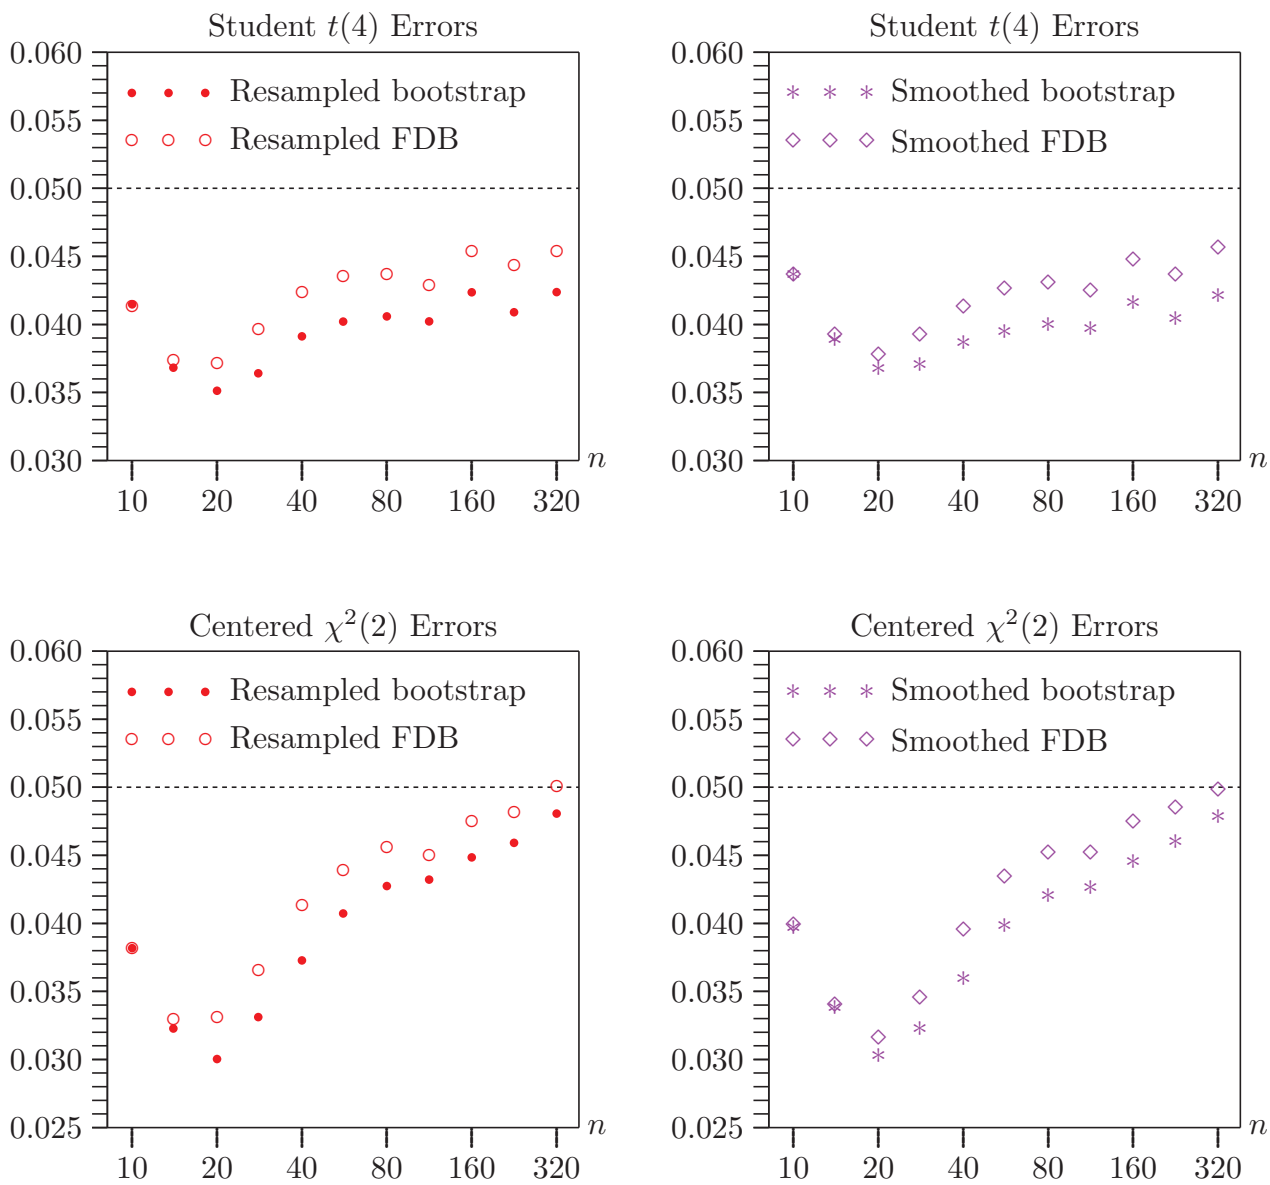 Student t(4) Errors
0.060
0.055
0.050
0.045
0.040
0.035
0.030
Resampled bootstrap
Resampled FDB
n
10 20 40 80 160 320
Student t(4) Errors
0.060
0.055
0.050
0.045
0.040
0.035
0.030
Smoothed bootstrap
Smoothed FDB
n
10 20 40 80 160 320
Centered χ²(2) Errors
0.060
0.055
0.050
0.045
0.040
0.035
0.030
0.025
Resampled bootstrap
Resampled FDB
n
10 20 40 80 160 320
Centered χ²(2) Errors
0.060
0.055
0.050
0.045
0.040
0.035
0.030
0.025
Smoothed bootstrap
Smoothed FDB
n
10 20 40 80 160 320